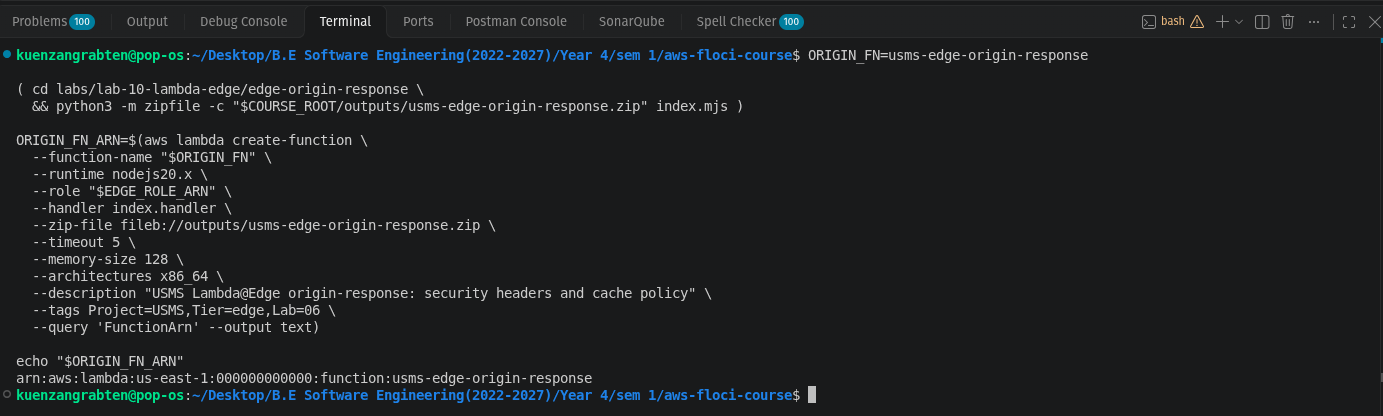 Problems 100 Output Debug Console Terminal Ports Postman Console SonarQube Spell Checker 100 bash
kuenzangrabten@pop-os:~/Desktop/B.E Software Engineering(2022-2027)/Year 4/sem 1/aws-floci-course$ ORIGIN_FN=usms-edge-origin-response
( cd labs/lab-10-lambda-edge/edge-origin-response \
  && python3 -m zipfile -c "$COURSE_ROOT/outputs/usms-edge-origin-response.zip" index.mjs )
ORIGIN_FN_ARN=$(aws lambda create-function \
  --function-name "$ORIGIN_FN" \
  --runtime nodejs20.x \
  --role "$EDGE_ROLE_ARN" \
  --handler index.handler \
  --zip-file fileb://outputs/usms-edge-origin-response.zip \
  --timeout 5 \
  --memory-size 128 \
  --architectures x86_64 \
  --description "USMS Lambda@Edge origin-response: security headers and cache policy" \
  --tags Project=USMS,Tier=edge,Lab=06 \
  --query 'FunctionArn' --output text)
echo "$ORIGIN_FN_ARN"
arn:aws:lambda:us-east-1:000000000000:function:usms-edge-origin-response
kuenzangrabten@pop-os:~/Desktop/B.E Software Engineering(2022-2027)/Year 4/sem 1/aws-floci-course$